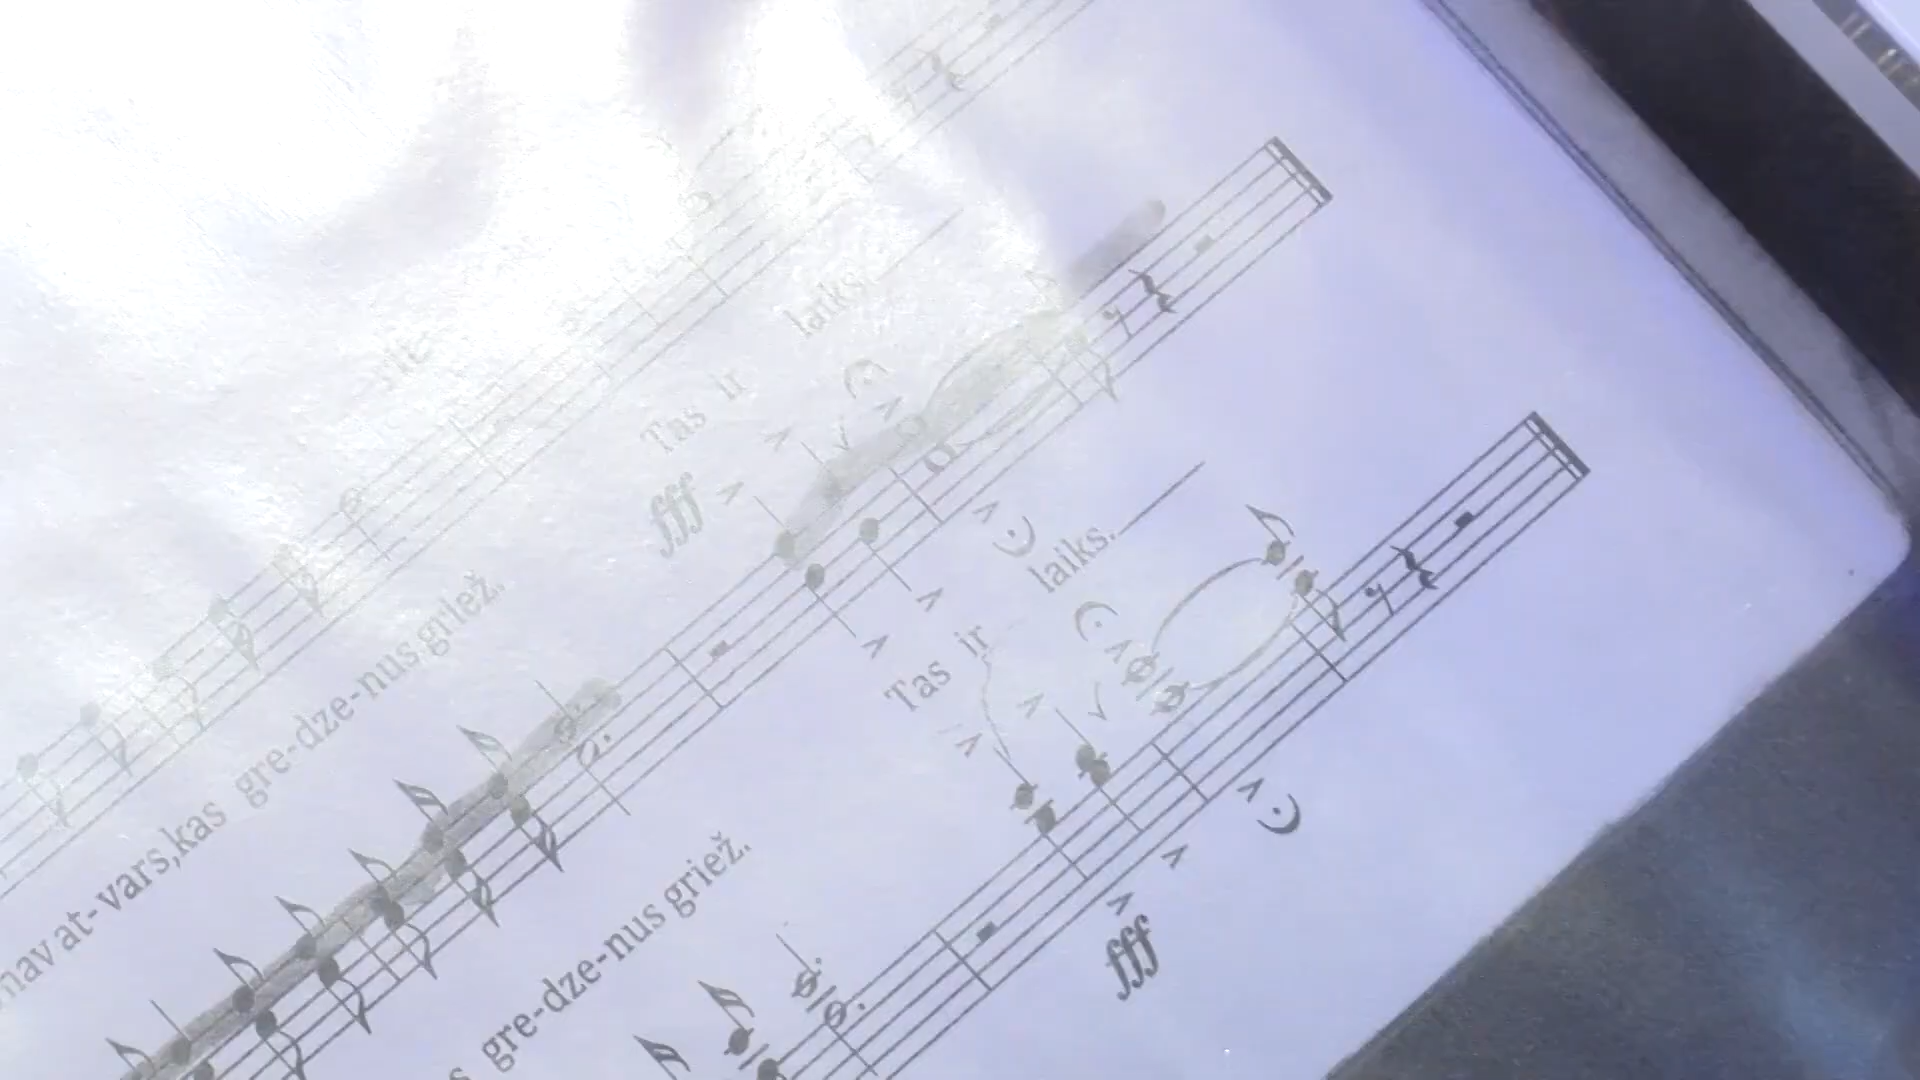 laiks.
Tas ir
fff
nav at-vars,kas gre-dze-nus griež.
laiks.
Tas ir
gre-dze-nus griež.
fff